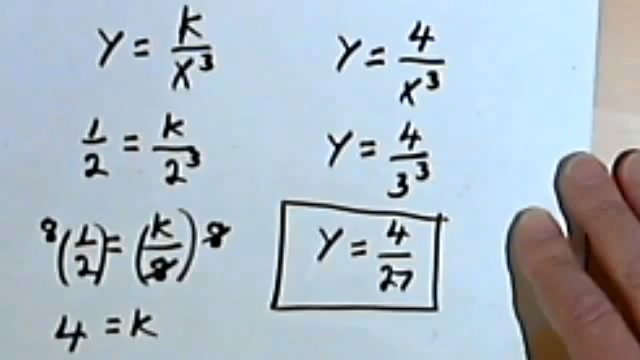 Y = k/x³
1/2 = k/2³
8(1/2) = (k/8)8
4 = k
Y = 4/x³
Y = 4/3³
Y = 4/27